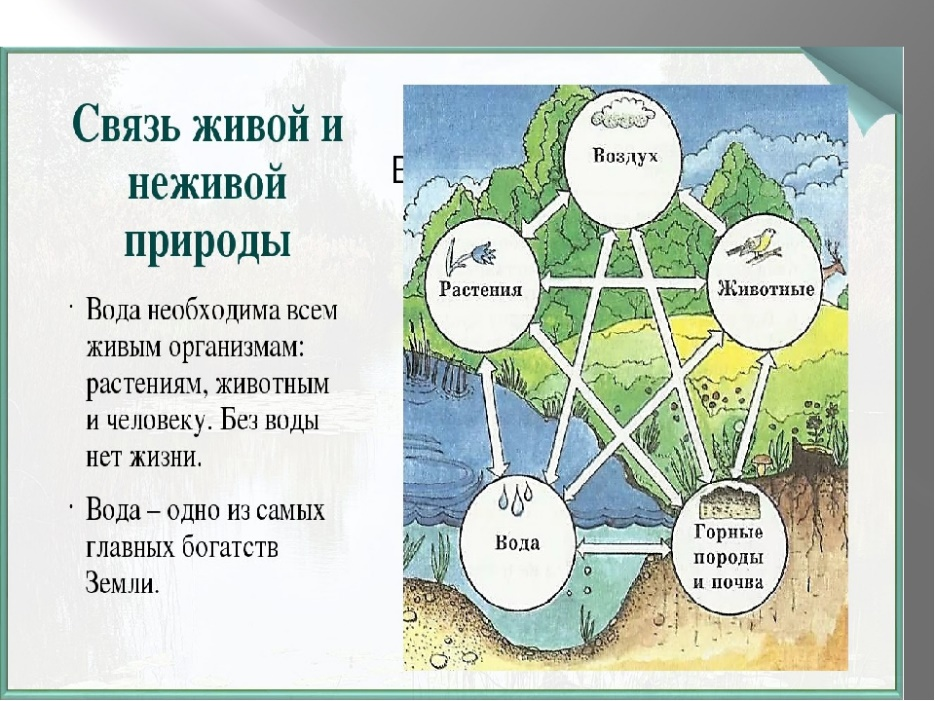 Связь живой и
неживой
природы
Вода необходима всем
живым организмам:
растениям, животным
и человеку. Без воды
нет жизни.
Вода – одно из самых
главных богатств
Земли.
Воздух
Растения
Животные
Вода
Горные
породы
и почва